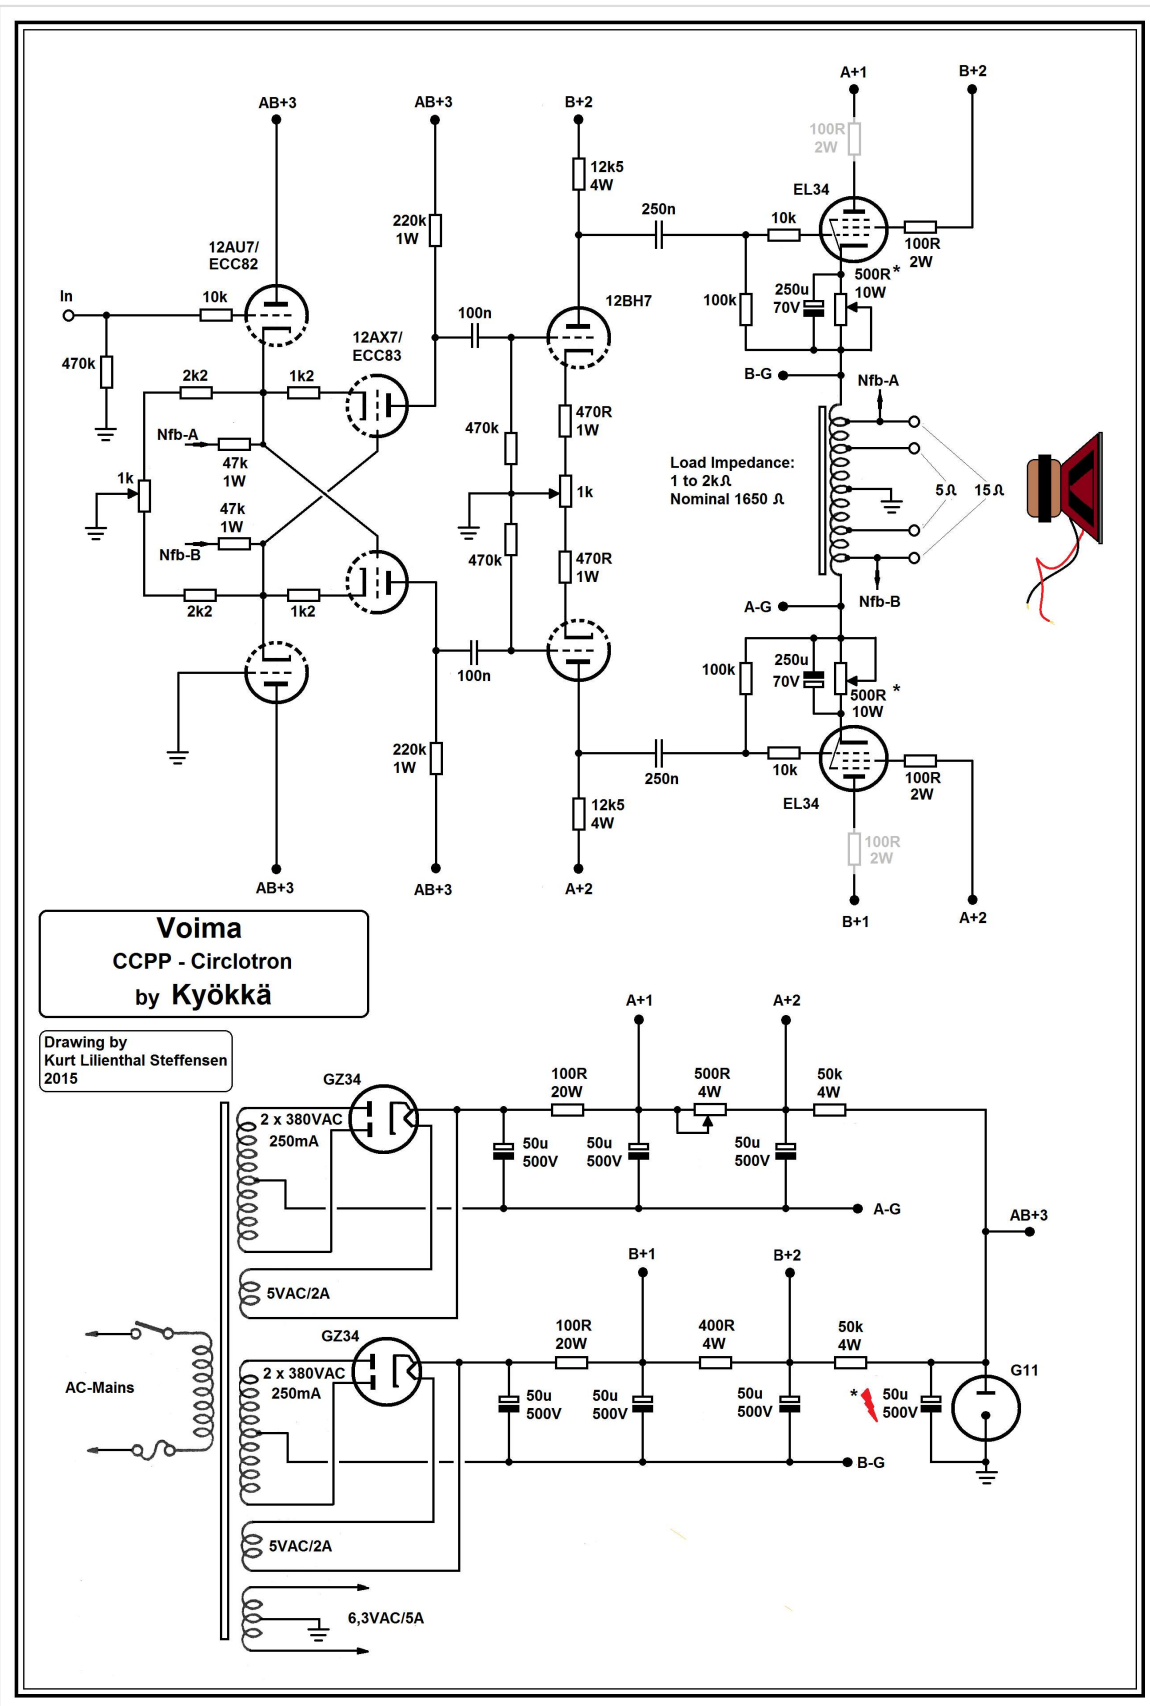 A+1
B+2
AB+3
AB+3
B+2
100R
2W
12k5
4W
EL34
250n
10k
220k
1W
100R
2W
12AU7/
ECC82
In
10k
500R*
10W
250u
70V
100k
12BH7
100n
12AX7/
ECC83
470k
2k2
1k2
B-G
Nfb-A
470R
1W
Nfb-A
47k
1W
470k
Load Impedance:
1 to 2kΩ
Nominal 1650 Ω
1k
1k
5Ω
15Ω
47k
1W
Nfb-B
470k
470R
1W
2k2
1k2
Nfb-B
A-G
100k
250u
70V
100n
500R *
10W
220k
1W
250n
10k
100R
2W
EL34
12k5
4W
100R
2W
AB+3
AB+3
A+2
B+1
A+2
Voima
CCPP - Circlotron
by Kyökkä
Drawing by
Kurt Lilienthal Steffensen
2015
A+1
A+2
GZ34
100R
20W
500R
4W
50k
4W
2 x 380VAC
250mA
50u
500V
50u
500V
50u
500V
A-G
AB+3
B+1
B+2
5VAC/2A
GZ34
100R
20W
400R
4W
50k
4W
2 x 380VAC
250mA
G11
AC-Mains
50u
500V
50u
500V
50u
500V
* 50u
500V
B-G
5VAC/2A
6,3VAC/5A